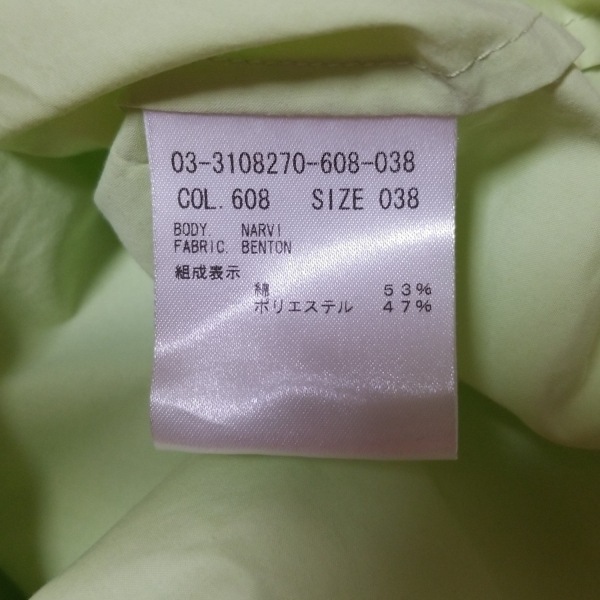 03-3108270-608-038
COL. 608 SIZE 038
BODY. NARVI
FABRIC. BENTON
組成表示
綿 53%
ポリエステル 47%